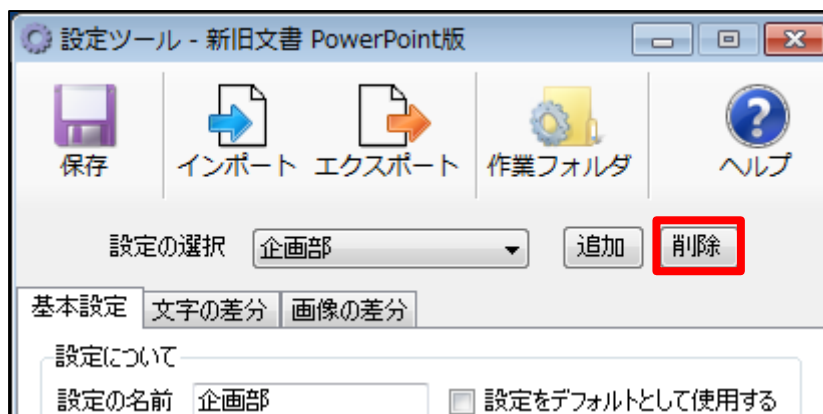 設定ツール - 新旧文書 PowerPoint版
保存 インポート エクスポート 作業フォルダ ヘルプ
設定の選択 企画部 追加 削除
基本設定 文字の差分 画像の差分
設定について
設定の名前 企画部 設定をデフォルトとして使用する